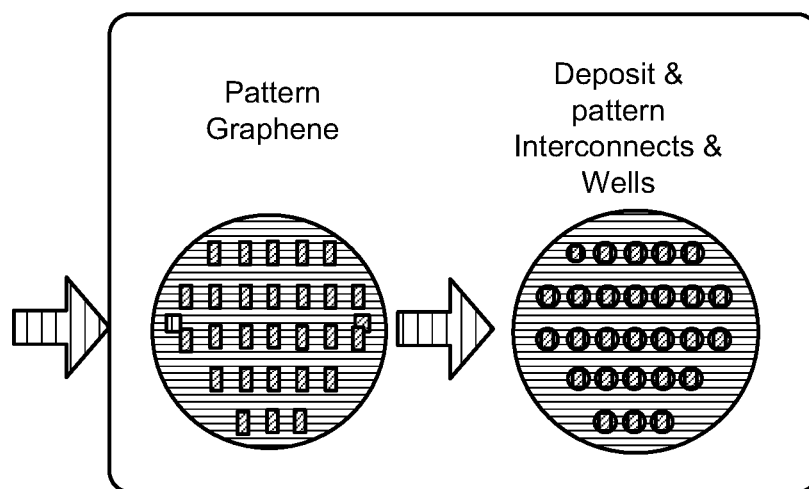 Pattern
Graphene
Deposit &
pattern
Interconnects &
Wells